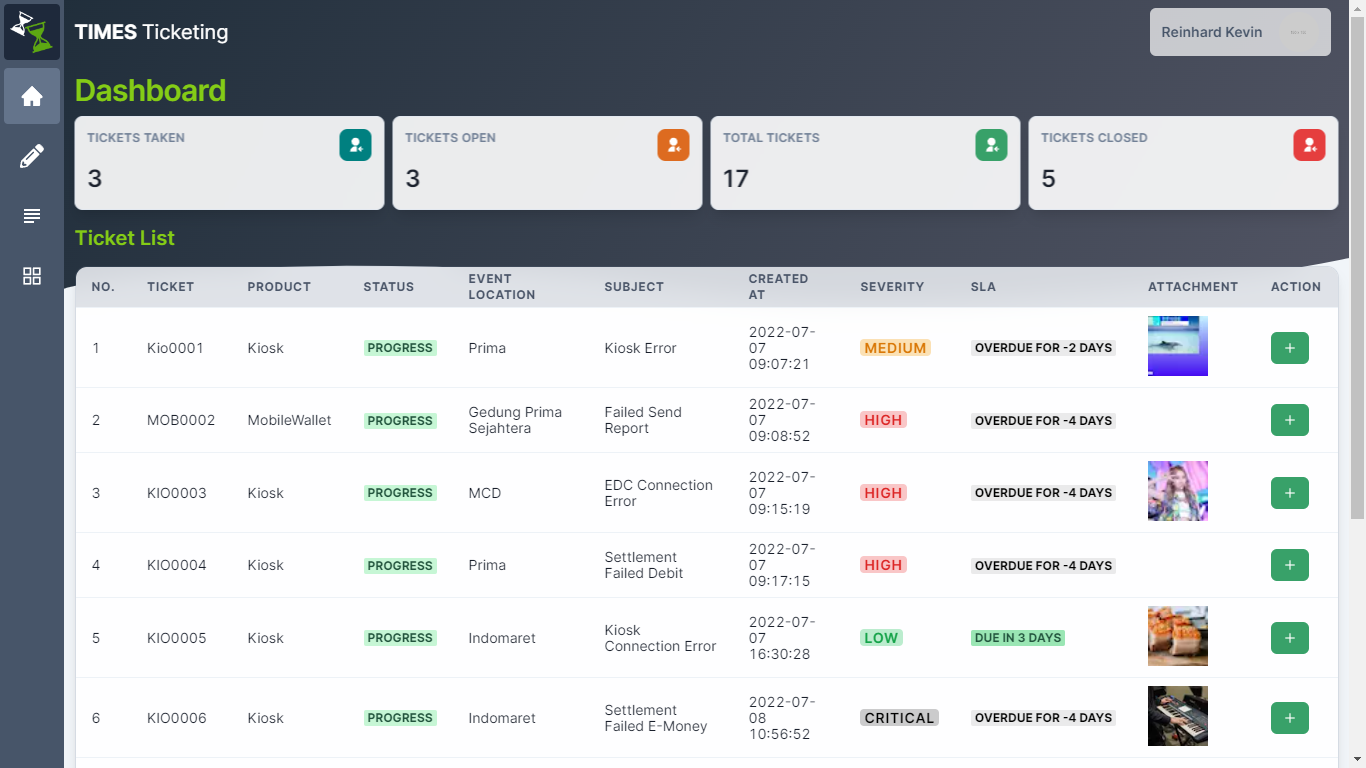 TIMES Ticketing
Reinhard Kevin
Dashboard
TICKETS TAKEN
3
TICKETS OPEN
3
TOTAL TICKETS
17
TICKETS CLOSED
5
Ticket List
NO. TICKET PRODUCT STATUS EVENT LOCATION SUBJECT CREATED AT SEVERITY SLA ATTACHMENT ACTION
1 Kio0001 Kiosk PROGRESS Prima Kiosk Error 2022-07-07 09:07:21 MEDIUM OVERDUE FOR -2 DAYS +
2 MOB0002 MobileWallet PROGRESS Gedung Prima Sejahtera Failed Send Report 2022-07-07 09:08:52 HIGH OVERDUE FOR -4 DAYS +
3 KIO0003 Kiosk PROGRESS MCD EDC Connection Error 2022-07-07 09:15:19 HIGH OVERDUE FOR -4 DAYS +
4 KIO0004 Kiosk PROGRESS Prima Settlement Failed Debit 2022-07-07 09:17:15 HIGH OVERDUE FOR -4 DAYS +
5 KIO0005 Kiosk PROGRESS Indomaret Kiosk Connection Error 2022-07-07 16:30:28 LOW DUE IN 3 DAYS +
6 KIO0006 Kiosk PROGRESS Indomaret Settlement Failed E-Money 2022-07-08 10:56:52 CRITICAL OVERDUE FOR -4 DAYS +